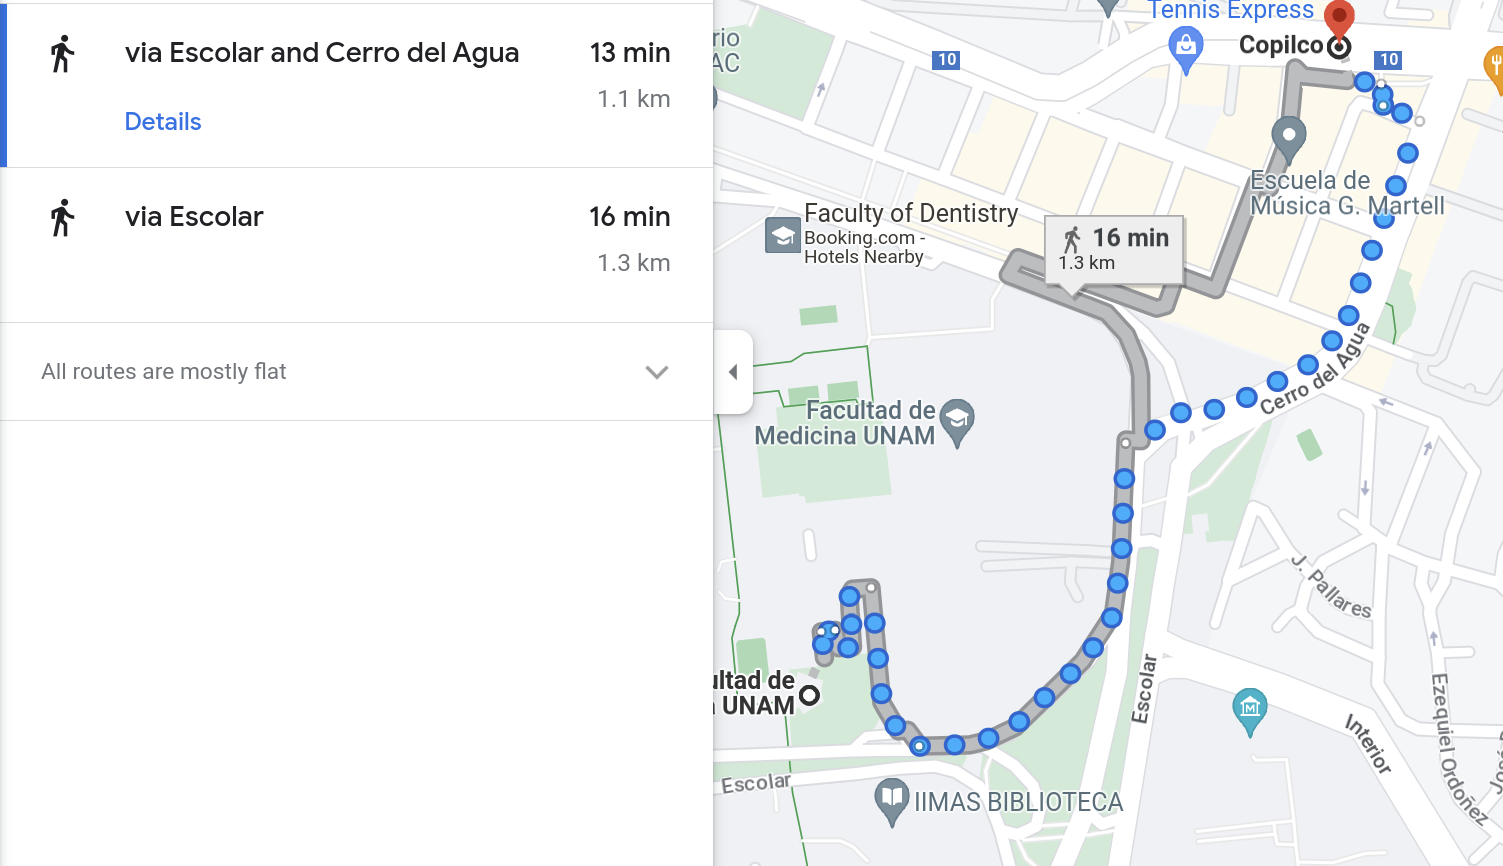 via Escolar and Cerro del Agua
13 min
1.1 km
Details
via Escolar
16 min
1.3 km
All routes are mostly flat
Tennis Express
rio
AC
10
Copilco
10
Escuela de
Música G. Martell
Faculty of Dentistry
Booking.com -
Hotels Nearby
16 min
1.3 km
Cerro del Agua
Facultad de
Medicina UNAM
J. Pallares
ultad de
UNAM
Escolar
Interior
Ezequiel Ordoñez
Escolar
IIMAS BIBLIOTECA